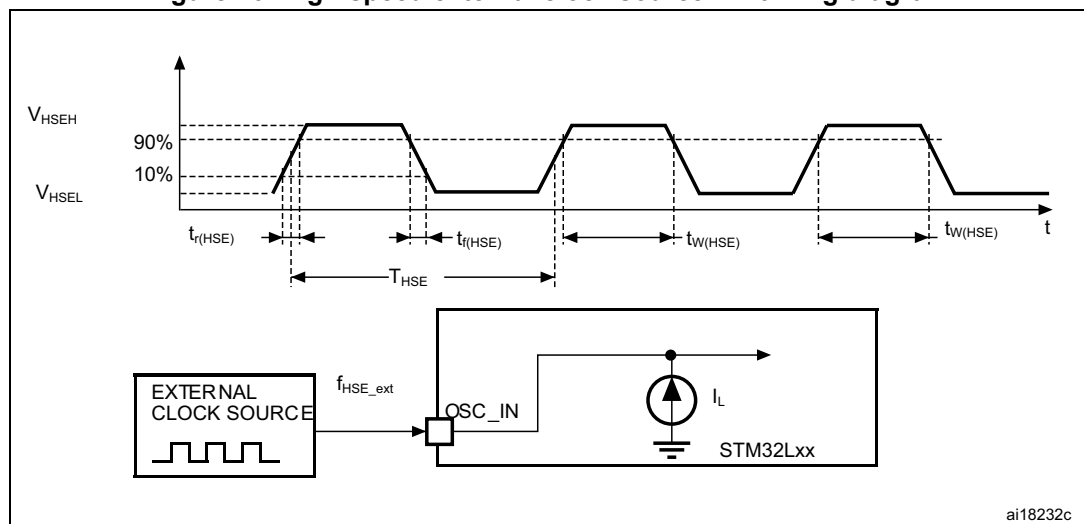 V_HSEH
90%
10%
V_HSEL
t_r(HSE)
t_f(HSE)
t_W(HSE)
t_W(HSE)
t
T_HSE
EXTERNAL
CLOCK SOURCE
f_HSE_ext
OSC_IN
I_L
STM32Lxx
ai18232c